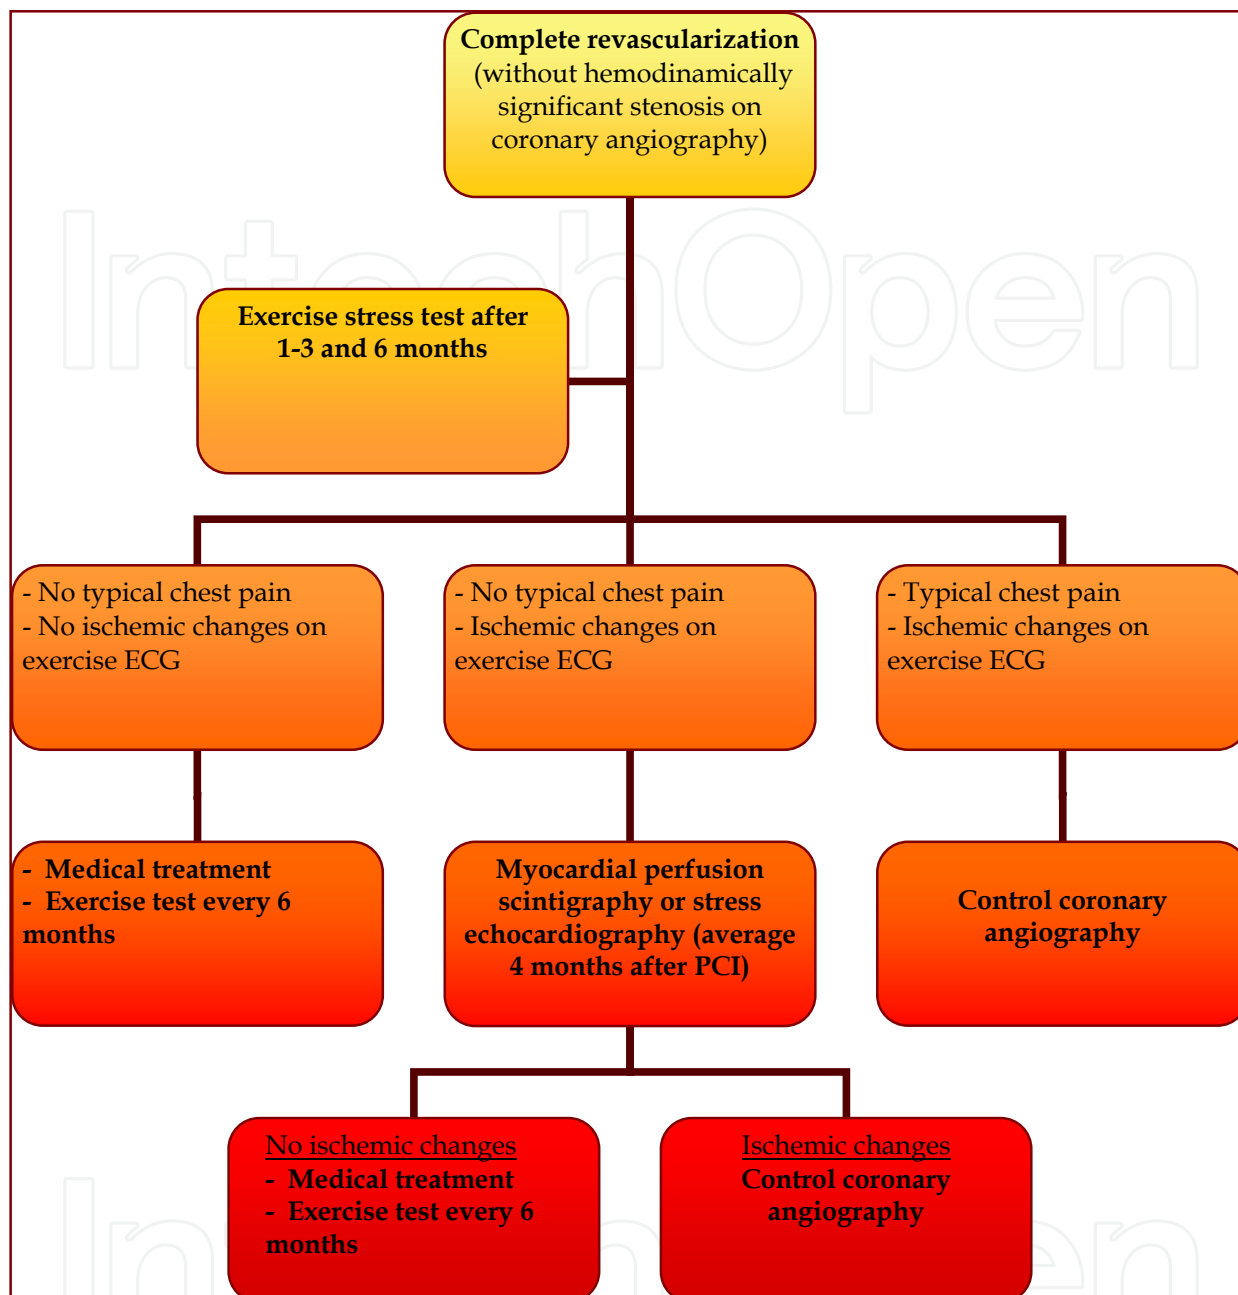 Complete revascularization
(without hemodinamically
significant stenosis on
coronary angiography)
IntechOpen
Exercise stress test after
1-3 and 6 months
- No typical chest pain
- No ischemic changes on
exercise ECG
- No typical chest pain
- Ischemic changes on
exercise ECG
- Typical chest pain
- Ischemic changes on
exercise ECG
- Medical treatment
- Exercise test every 6
months
Myocardial perfusion
scintigraphy or stress
echocardiography (average
4 months after PCI)
Control coronary
angiography
No ischemic changes
- Medical treatment
- Exercise test every 6
months
Ischemic changes
Control coronary
angiography
IntechOpen